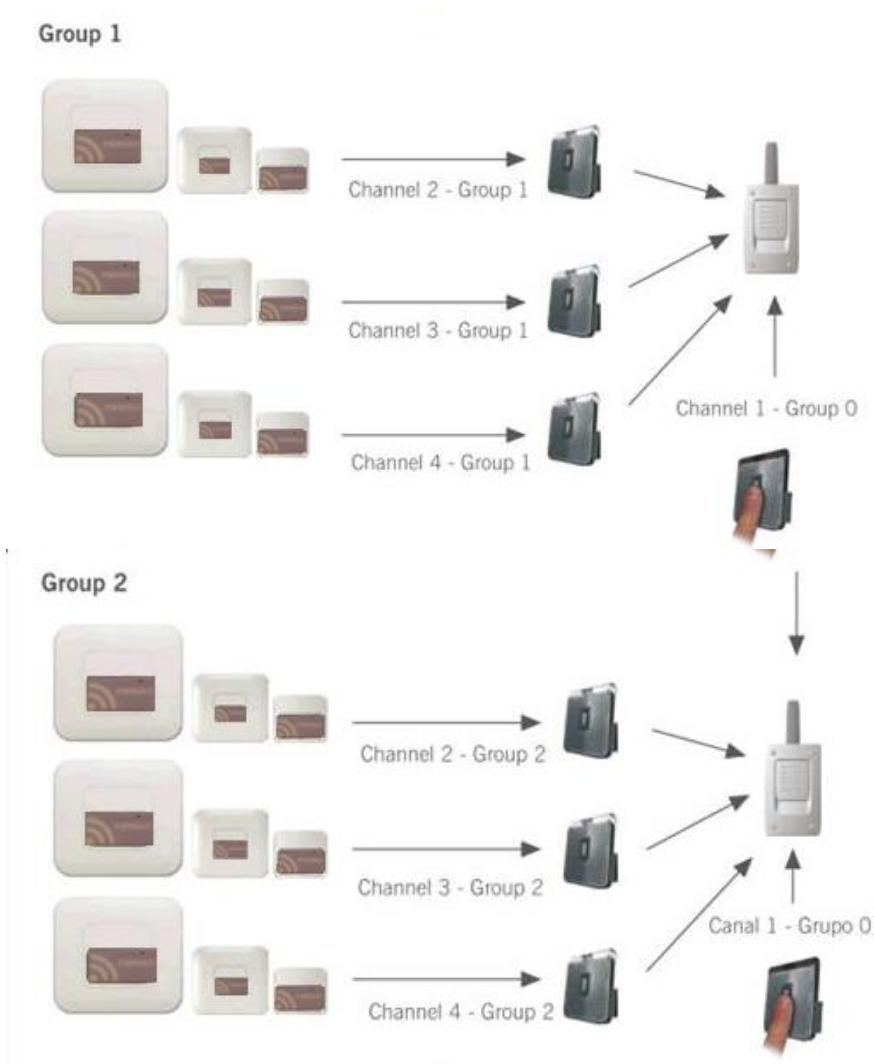 Group 1
Channel 2 - Group 1
Channel 3 - Group 1
Channel 1 - Group 0
Channel 4 - Group 1
Group 2
Channel 2 - Group 2
Channel 3 - Group 2
Canal 1 - Grupo 0
Channel 4 - Group 2